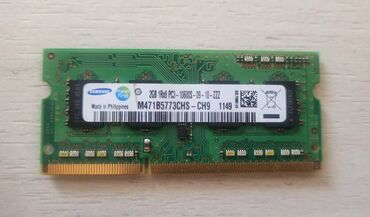 SAMSUNG
2GB 1Rx8 PC3 - 10600S - 09 - 10 - ZZZ
Made in Philippines
M471B5773CHS - CH9 1149